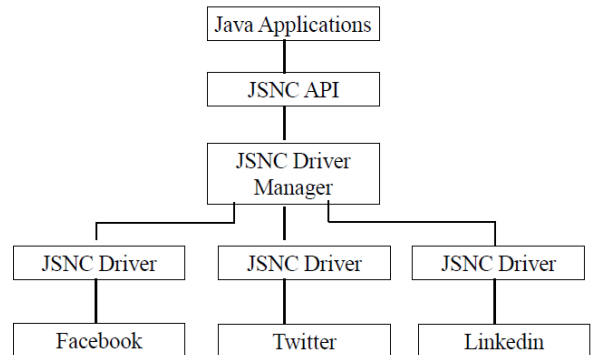 Java Applications
JSNC API
JSNC Driver
Manager
JSNC Driver
JSNC Driver
JSNC Driver
Facebook
Twitter
Linkedin